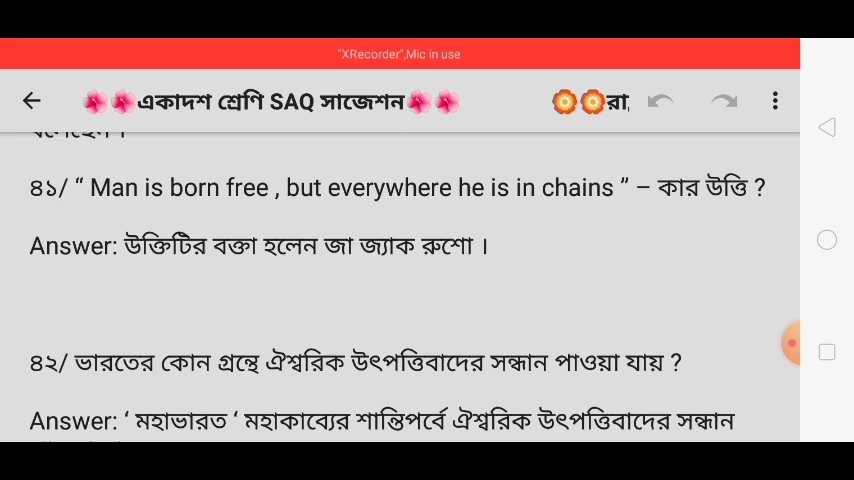 "XRecorder",Mic in use
একাদশ শ্রেণি SAQ সাজেশন
৪১/ “ Man is born free , but everywhere he is in chains ” – কার উত্তি ?
Answer: উক্তিটির বক্তা হলেন জা জ্যাক রুশো ।
৪২/ ভারতের কোন গ্রন্থে ঐশ্বরিক উৎপত্তিবাদের সন্ধান পাওয়া যায় ?
Answer: ‘ মহাভারত ‘ মহাকাব্যের শান্তিপর্বে ঐশ্বরিক উৎপত্তিবাদের সন্ধান